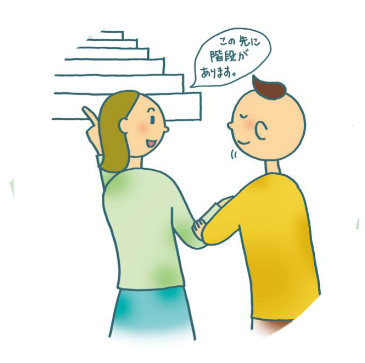 この先に
階段が
あります。